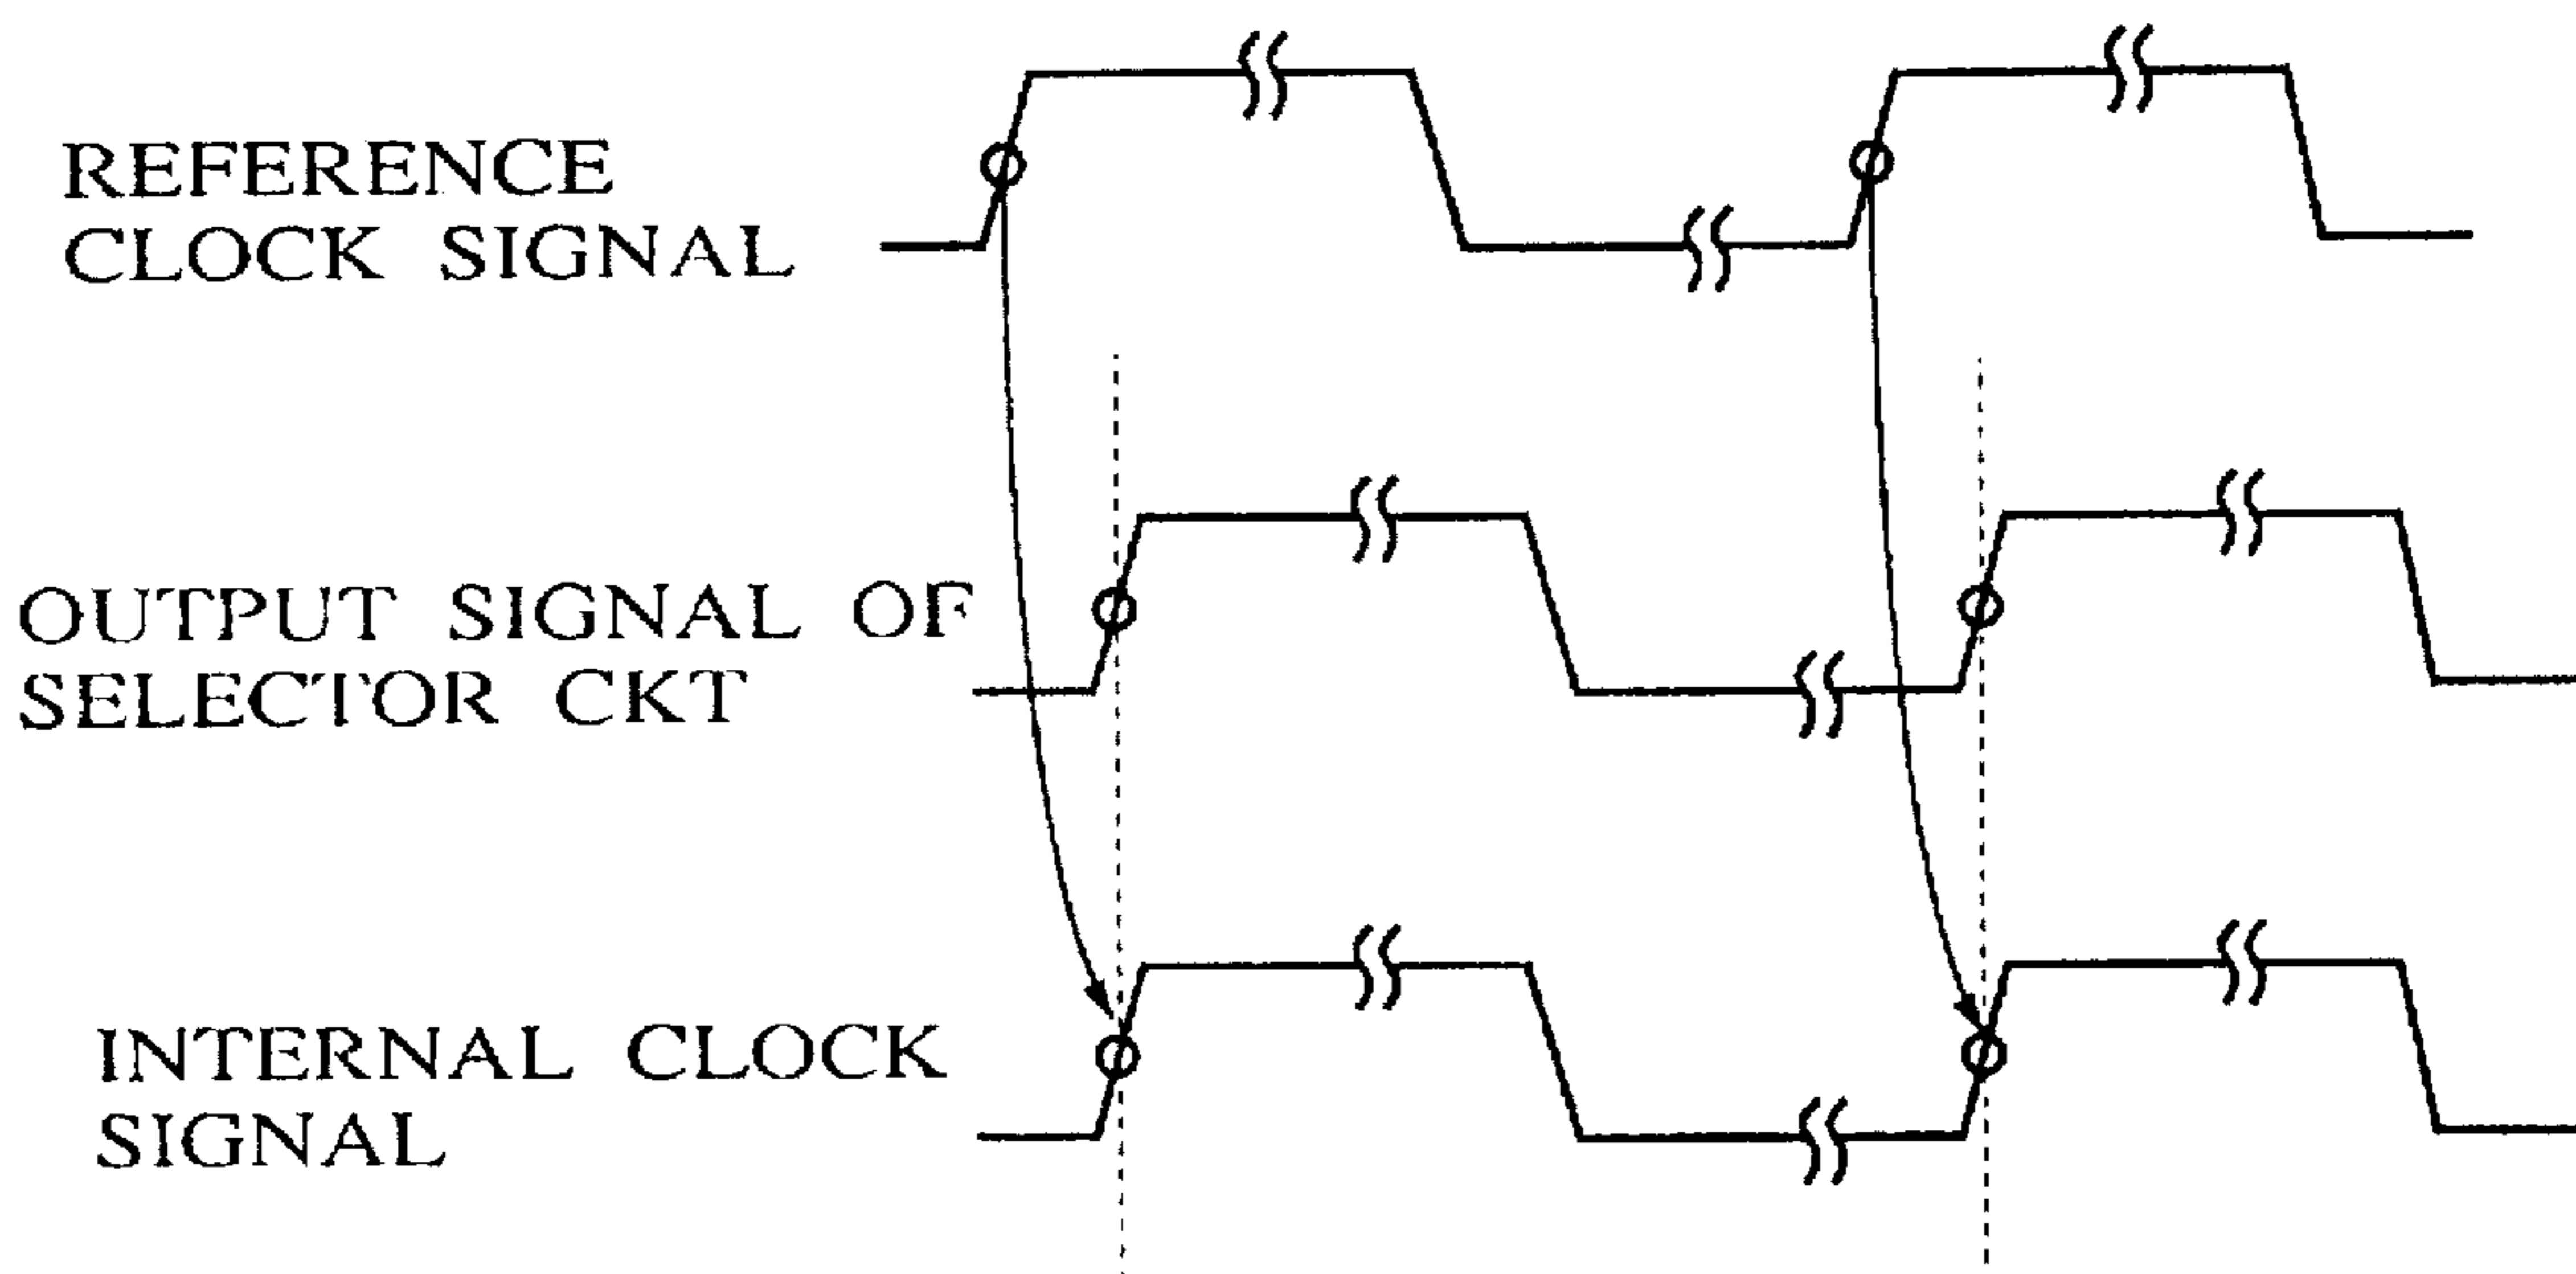 REFERENCE
CLOCK SIGNAL
OUTPUT SIGNAL OF
SELECTOR CKT
INTERNAL CLOCK
SIGNAL